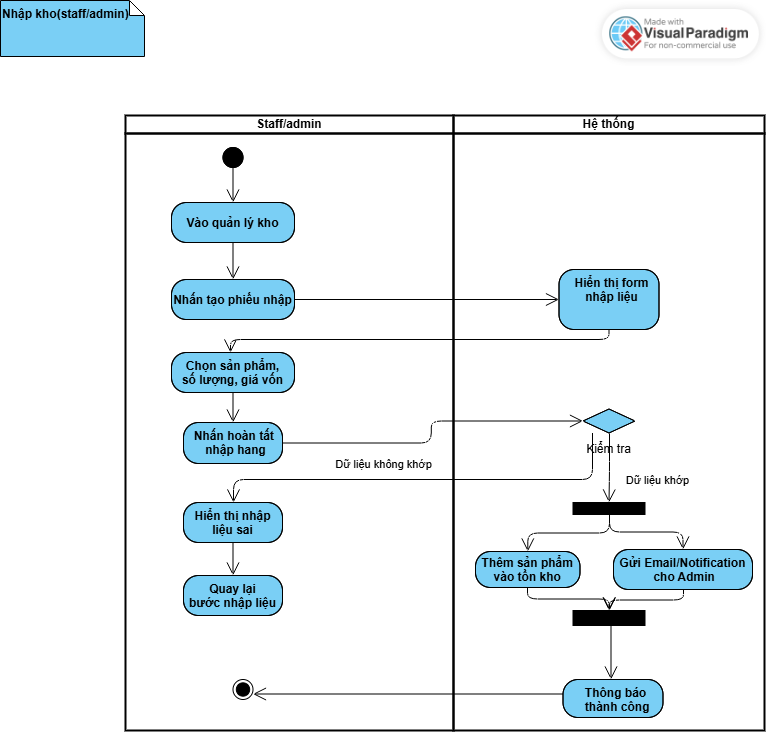 Nhập kho(staff/admin)
Made with
Visual Paradigm
For non-commercial use
Staff/admin
Hệ thống
Vào quản lý kho
Nhấn tạo phiếu nhập
Hiển thị form
nhập liệu
Chọn sản phẩm,
số lượng, giá vốn
Nhấn hoàn tất
nhập hang
Kiểm tra
Dữ liệu không khớp
Dữ liệu khớp
Hiển thị nhập
liệu sai
Thêm sản phẩm
vào tồn kho
Gửi Email/Notification
cho Admin
Quay lại
bước nhập liệu
Thông báo
thành công